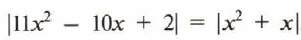 |11x² − 10x + 2| = |x² + x|